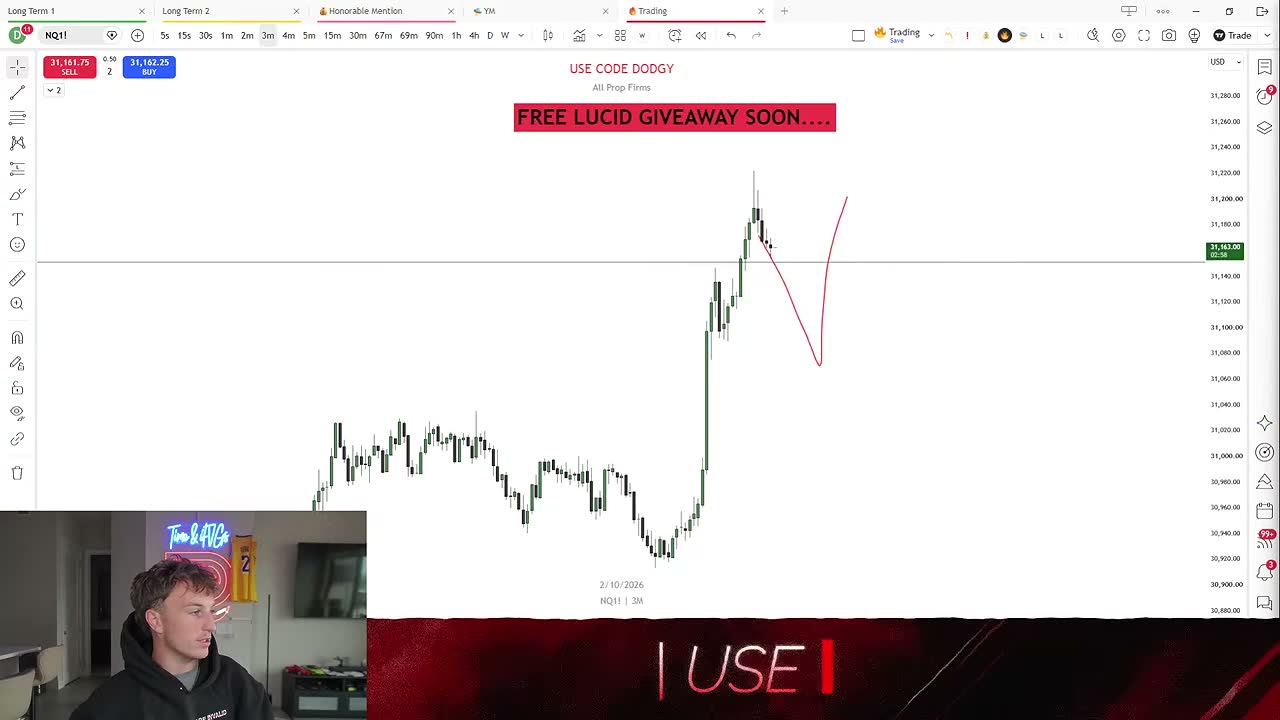 Long Term 1
Long Term 2
Honorable Mention
YM
Trading
D
11
NQ1!
5s 15s 30s 1m 2m 3m 4m 5m 15m 30m 67m 69m 90m 1h 4h D W
W
Trading
Save
L
L
Trade
31,161.75
SELL
0.50
2
31,162.25
BUY
2
USE CODE DODGY
All Prop Firms
FREE LUCID GIVEAWAY SOON....
USD
31,280.00
31,260.00
31,240.00
31,220.00
31,200.00
31,180.00
31,163.00
02:58
31,140.00
31,120.00
31,100.00
31,080.00
31,060.00
31,040.00
31,020.00
31,000.00
30,980.00
30,960.00
30,940.00
30,920.00
30,900.00
30,880.00
9
99+
3
2/10/2026
NQ1! | 3M
2
| USE